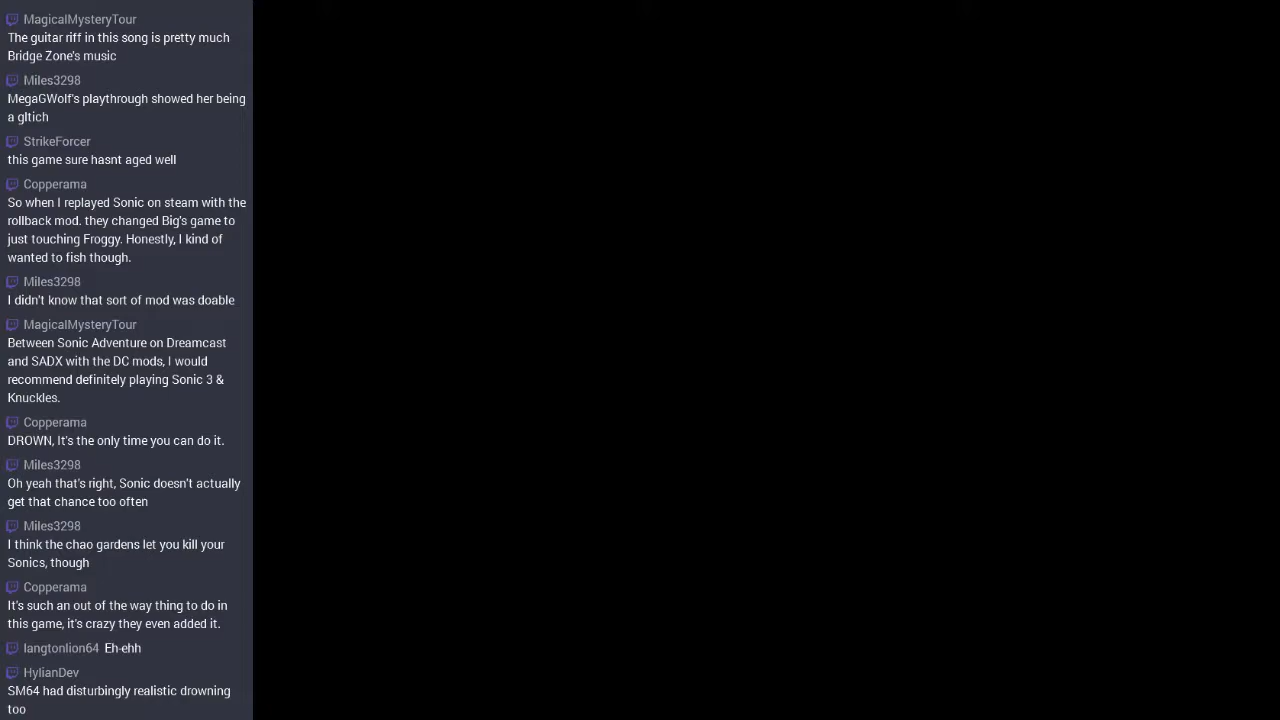 MagicalMysteryTour
The guitar riff in this song is pretty much
Bridge Zone's music
Miles3298
MegaGWolf's playthrough showed her being
a gltich
StrikeForcer
this game sure hasnt aged well
Copperama
So when I replayed Sonic on steam with the
rollback mod. they changed Big's game to
just touching Froggy. Honestly, I kind of
wanted to fish though.
Miles3298
I didn't know that sort of mod was doable
MagicalMysteryTour
Between Sonic Adventure on Dreamcast
and SADX with the DC mods, I would
recommend definitely playing Sonic 3 &
Knuckles.
Copperama
DROWN, It's the only time you can do it.
Miles3298
Oh yeah that's right, Sonic doesn't actually
get that chance too often
Miles3298
I think the chao gardens let you kill your
Sonics, though
Copperama
It's such an out of the way thing to do in
this game, it's crazy they even added it.
langtonlion64 Eh-ehh
HylianDev
SM64 had disturbingly realistic drowning
too